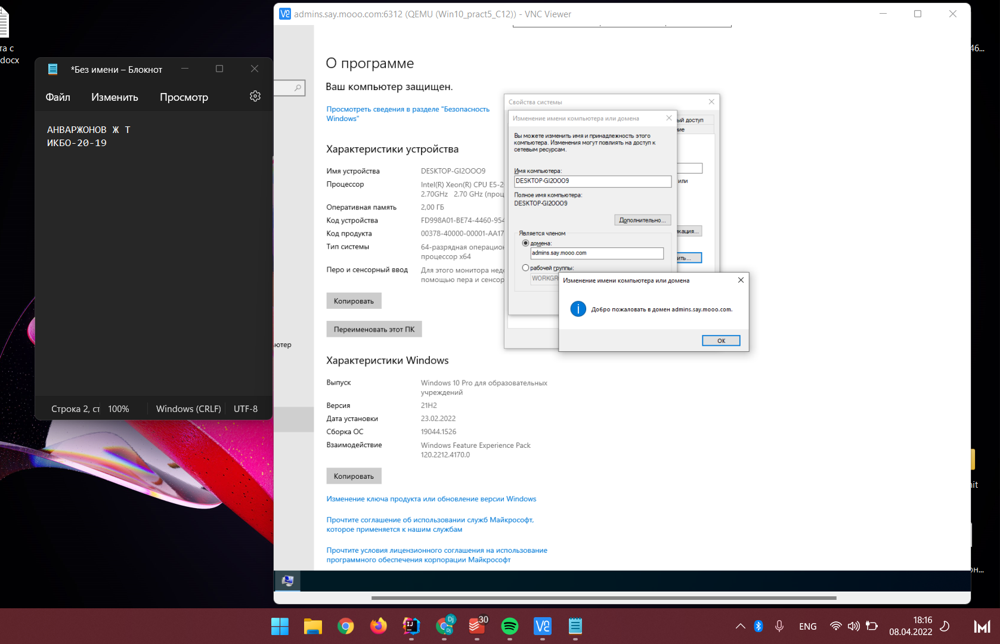 та с
docx
*Без имени – Блокнот
Файл Изменить Просмотр
АНВАРЖОНОВ Ж Т
ИКБО-20-19
Строка 2, ст 100% Windows (CRLF) UTF-8
admins.say.mooo.com:6312 (QEMU (Win10_pract5_C12)) - VNC Viewer
О программе
Ваш компьютер защищен.
Просмотреть сведения в разделе "Безопасность
Windows"
Характеристики устройства
Имя устройства DESKTOP-GI2OOO9
Процессор Intel(R) Xeon(R) CPU E5-2
2.70GHz 2.70 GHz (проц
Оперативная память 2,00 ГБ
Код устройства FD998A01-BE74-4460-954
Код продукта 00378-40000-00001-AA17
Тип системы 64-разрядная операцион
процессор x64
Перо и сенсорный ввод Для этого монитора недо
помощью пера и сенсор
Копировать
Переименовать этот ПК
ьютер
Характеристики Windows
Выпуск Windows 10 Pro для образовательных
учреждений
Версия 21H2
Дата установки 23.02.2022
Сборка ОС 19044.1526
Взаимодействие Windows Feature Experience Pack
120.2212.4170.0
Копировать
Изменение ключа продукта или обновление версии Windows
Прочтите соглашение об использовании служб Майкрософт,
которое применяется к нашим службам
Прочтите условия лицензионного соглашения на использование
программного обеспечения корпорации Майкрософт
Свойства системы
ый доступ
ние
или
кация...
ить...
Изменение имени компьютера или домена
Вы можете изменить имя и принадлежность этого
компьютера. Изменения могут повлиять на доступ к
сетевым ресурсам.
Имя компьютера:
DESKTOP-GI2OOO9
Полное имя компьютера:
DESKTOP-GI2OOO9
Дополнительно...
Является членом
домена:
admins.say.mooo.com
рабочей группы:
WORKGR
Изменение имени компьютера или домена
Добро пожаловать в домен admins.say.mooo.com.
ОК
46...
nit
он...
30
ENG
18:16
08.04.2022